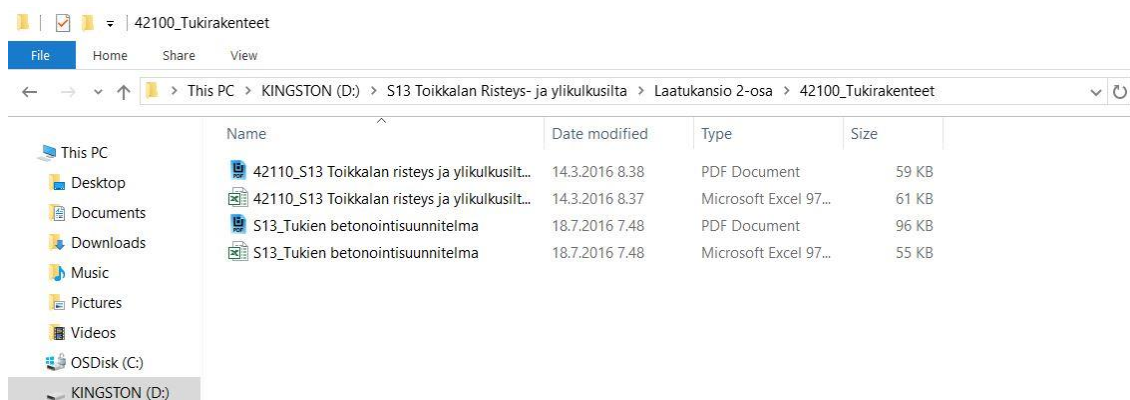 42100_Tukirakenteet
File Home Share View
This PC > KINGSTON (D:) > S13 Toikkalan Risteys- ja ylikulkusilta > Laatukansio 2-osa > 42100_Tukirakenteet
Name Date modified Type Size
This PC
Desktop
Documents
Downloads
Music
Pictures
Videos
OSDisk (C:)
KINGSTON (D:)
42110_S13 Toikkalan risteys ja ylikulkusilt... 14.3.2016 8.38 PDF Document 59 KB
42110_S13 Toikkalan risteys ja ylikulkusilt... 14.3.2016 8.37 Microsoft Excel 97... 61 KB
S13_Tukien betonointisuunnitelma 18.7.2016 7.48 PDF Document 96 KB
S13_Tukien betonointisuunnitelma 18.7.2016 7.48 Microsoft Excel 97... 55 KB